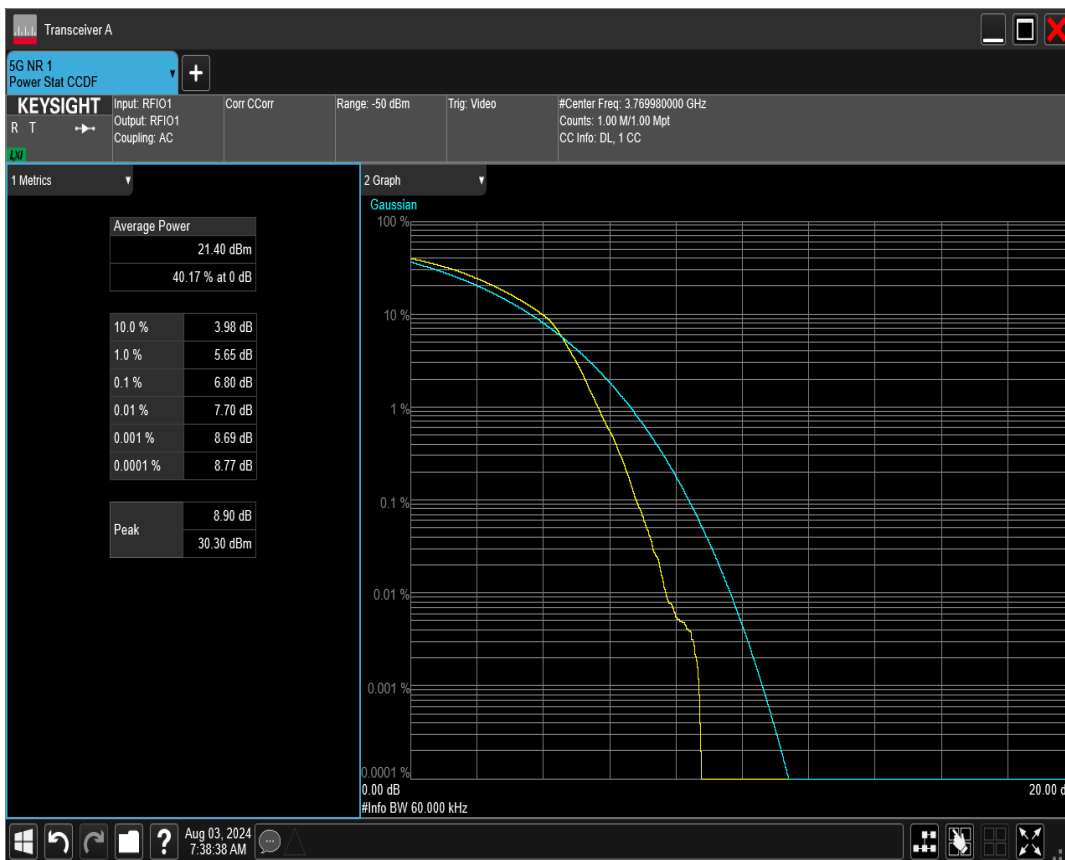 Transceiver A
5G NR 1
Power Stat CCDF
KEYSIGHT
R T
LXI
Input: RFIO1
Output: RFIO1
Coupling: AC
Corr CCorr
Range: -50 dBm
Trig: Video
#Center Freq: 3.769980000 GHz
Counts: 1.00 M/1.00 Mpt
CC Info: DL, 1 CC
1 Metrics
Average Power
21.40 dBm
40.17 % at 0 dB
10.0 % 3.98 dB
1.0 % 5.65 dB
0.1 % 6.80 dB
0.01 % 7.70 dB
0.001 % 8.69 dB
0.0001 % 8.77 dB
Peak
8.90 dB
30.30 dBm
2 Graph
Gaussian
100 %
10 %
1 %
0.1 %
0.01 %
0.001 %
0.0001 %
0.00 dB
20.00 d
#Info BW 60.000 kHz
?
Aug 03, 2024
7:38:38 AM